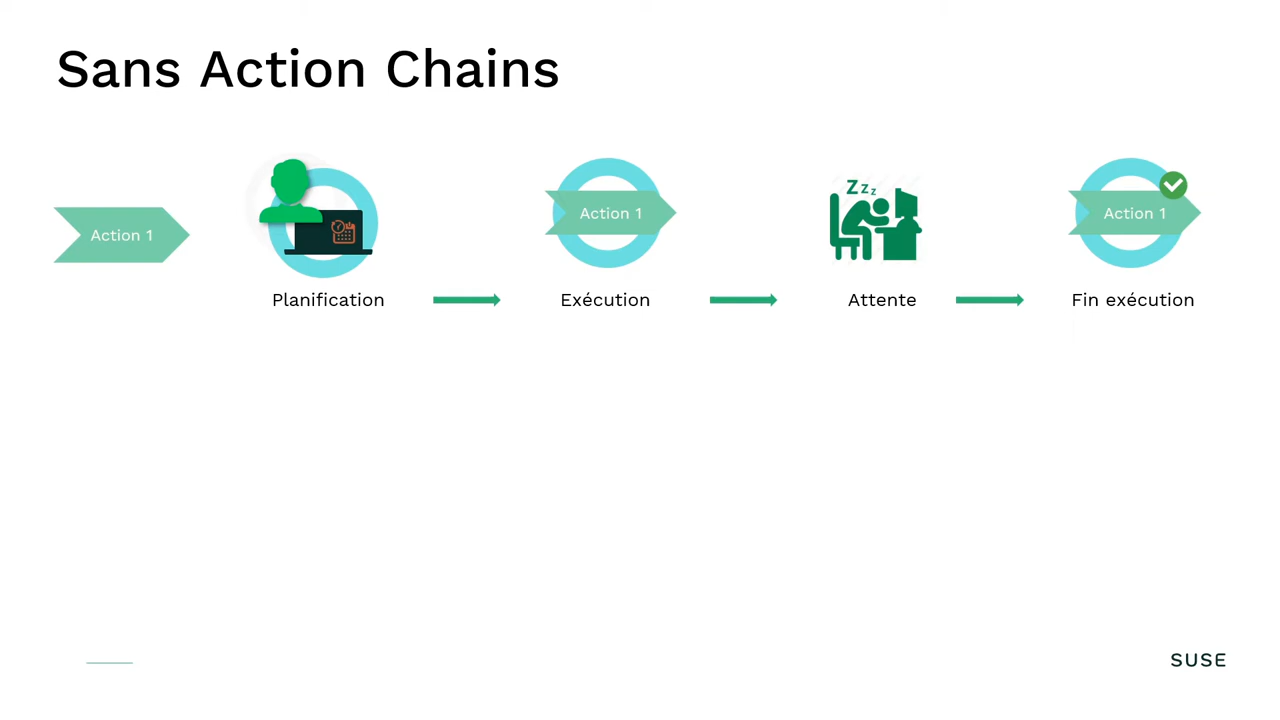 Sans Action Chains
Action 1
Action 1
Zzz
Action 1
Planification
Exécution
Attente
Fin exécution
SUSE